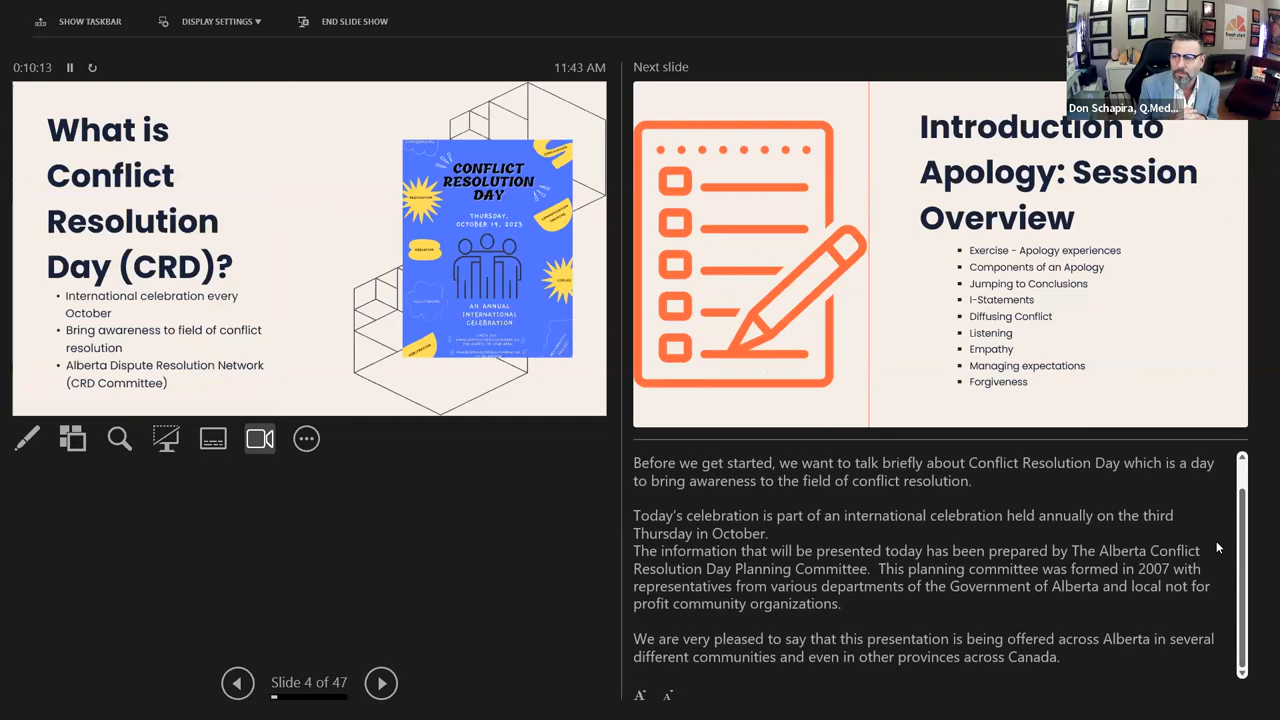 SHOW TASKBAR
DISPLAY SETTINGS
END SLIDE SHOW
0:10:13
11:43 AM
What is
Conflict
Resolution
Day (CRD)?
• International celebration every
October
• Bring awareness to field of conflict
resolution
• Alberta Dispute Resolution Network
(CRD Committee)
CONFLICT
RESOLUTION
DAY
THURSDAY,
OCTOBER 19, 2023
AN ANNUAL
INTERNATIONAL
CELEBRATION
Slide 4 of 47
Next slide
fresh start
Don Schapira, Q.Med...
Introduction to
Apology: Session
Overview
▪ Exercise - Apology experiences
▪ Components of an Apology
▪ Jumping to Conclusions
▪ I-Statements
▪ Diffusing Conflict
▪ Listening
▪ Empathy
▪ Managing expectations
▪ Forgiveness
Before we get started, we want to talk briefly about Conflict Resolution Day which is a day
to bring awareness to the field of conflict resolution.
Today's celebration is part of an international celebration held annually on the third
Thursday in October.
The information that will be presented today has been prepared by The Alberta Conflict
Resolution Day Planning Committee.  This planning committee was formed in 2007 with
representatives from various departments of the Government of Alberta and local not for
profit community organizations.
We are very pleased to say that this presentation is being offered across Alberta in several
different communities and even in other provinces across Canada.
A A